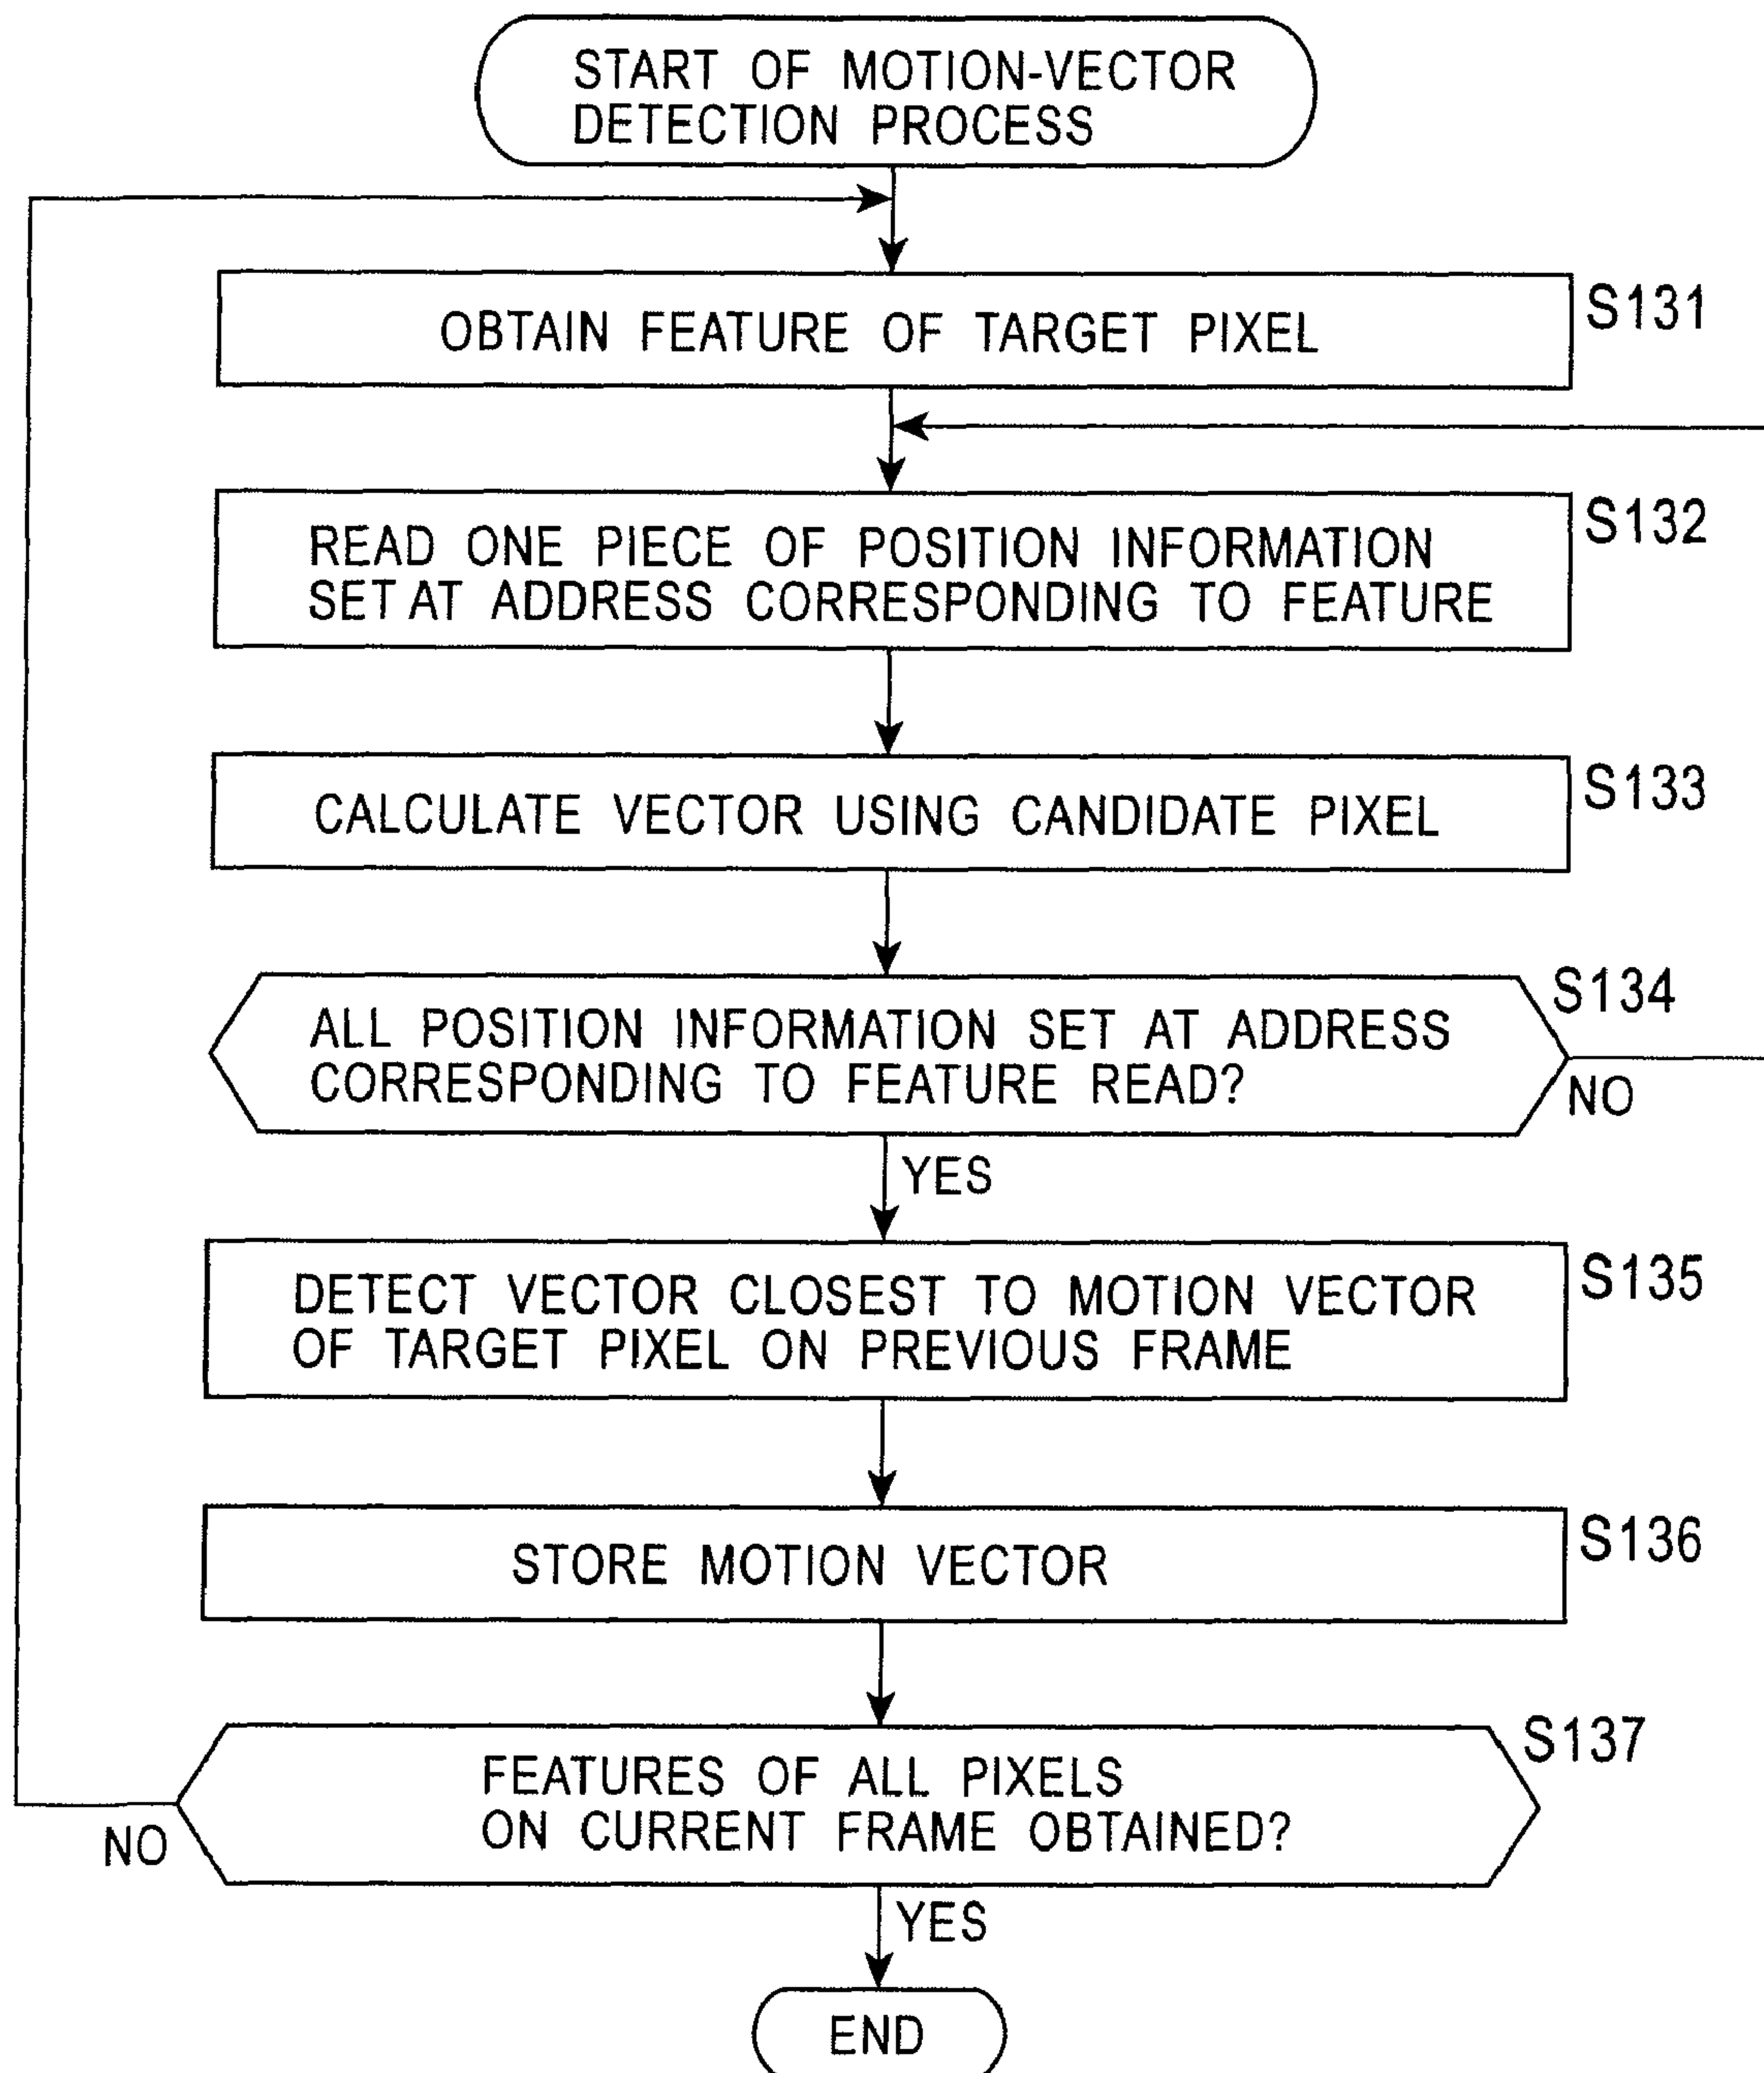 START OF MOTION-VECTOR
DETECTION PROCESS
OBTAIN FEATURE OF TARGET PIXEL
S131
READ ONE PIECE OF POSITION INFORMATION
SET AT ADDRESS CORRESPONDING TO FEATURE
S132
CALCULATE VECTOR USING CANDIDATE PIXEL
S133
ALL POSITION INFORMATION SET AT ADDRESS
CORRESPONDING TO FEATURE READ?
S134
NO
YES
DETECT VECTOR CLOSEST TO MOTION VECTOR
OF TARGET PIXEL ON PREVIOUS FRAME
S135
STORE MOTION VECTOR
S136
FEATURES OF ALL PIXELS
ON CURRENT FRAME OBTAINED?
S137
NO
YES
END